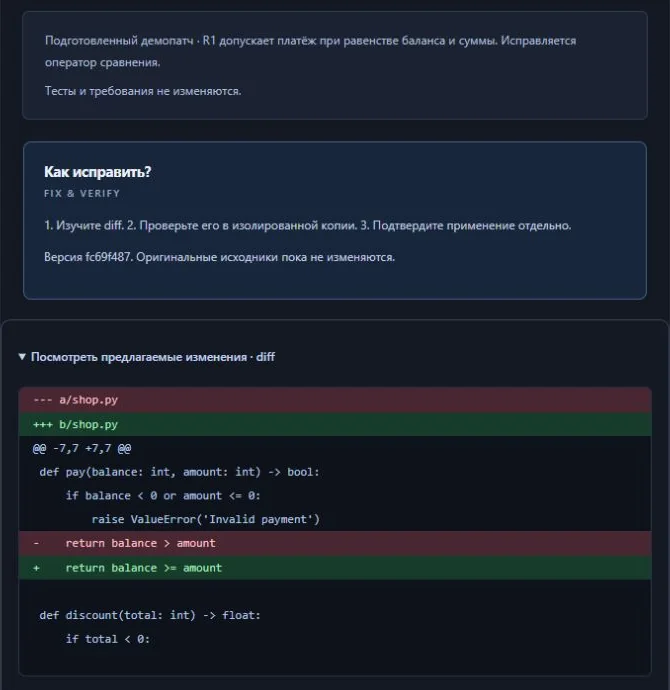 Подготовленный демопатч · R1 допускает платёж при равенстве баланса и суммы. Исправляется
оператор сравнения.
Тесты и требования не изменяются.
Как исправить?
FIX & VERIFY
1. Изучите diff. 2. Проверьте его в изолированной копии. 3. Подтвердите применение отдельно.
Версия fc69f487. Оригинальные исходники пока не изменяются.
▼ Посмотреть предлагаемые изменения · diff
--- a/shop.py
+++ b/shop.py
@@ -7,7 +7,7 @@
 def pay(balance: int, amount: int) -> bool:
     if balance < 0 or amount <= 0:
         raise ValueError('Invalid payment')
-    return balance > amount
+    return balance >= amount
 def discount(total: int) -> float:
     if total < 0: